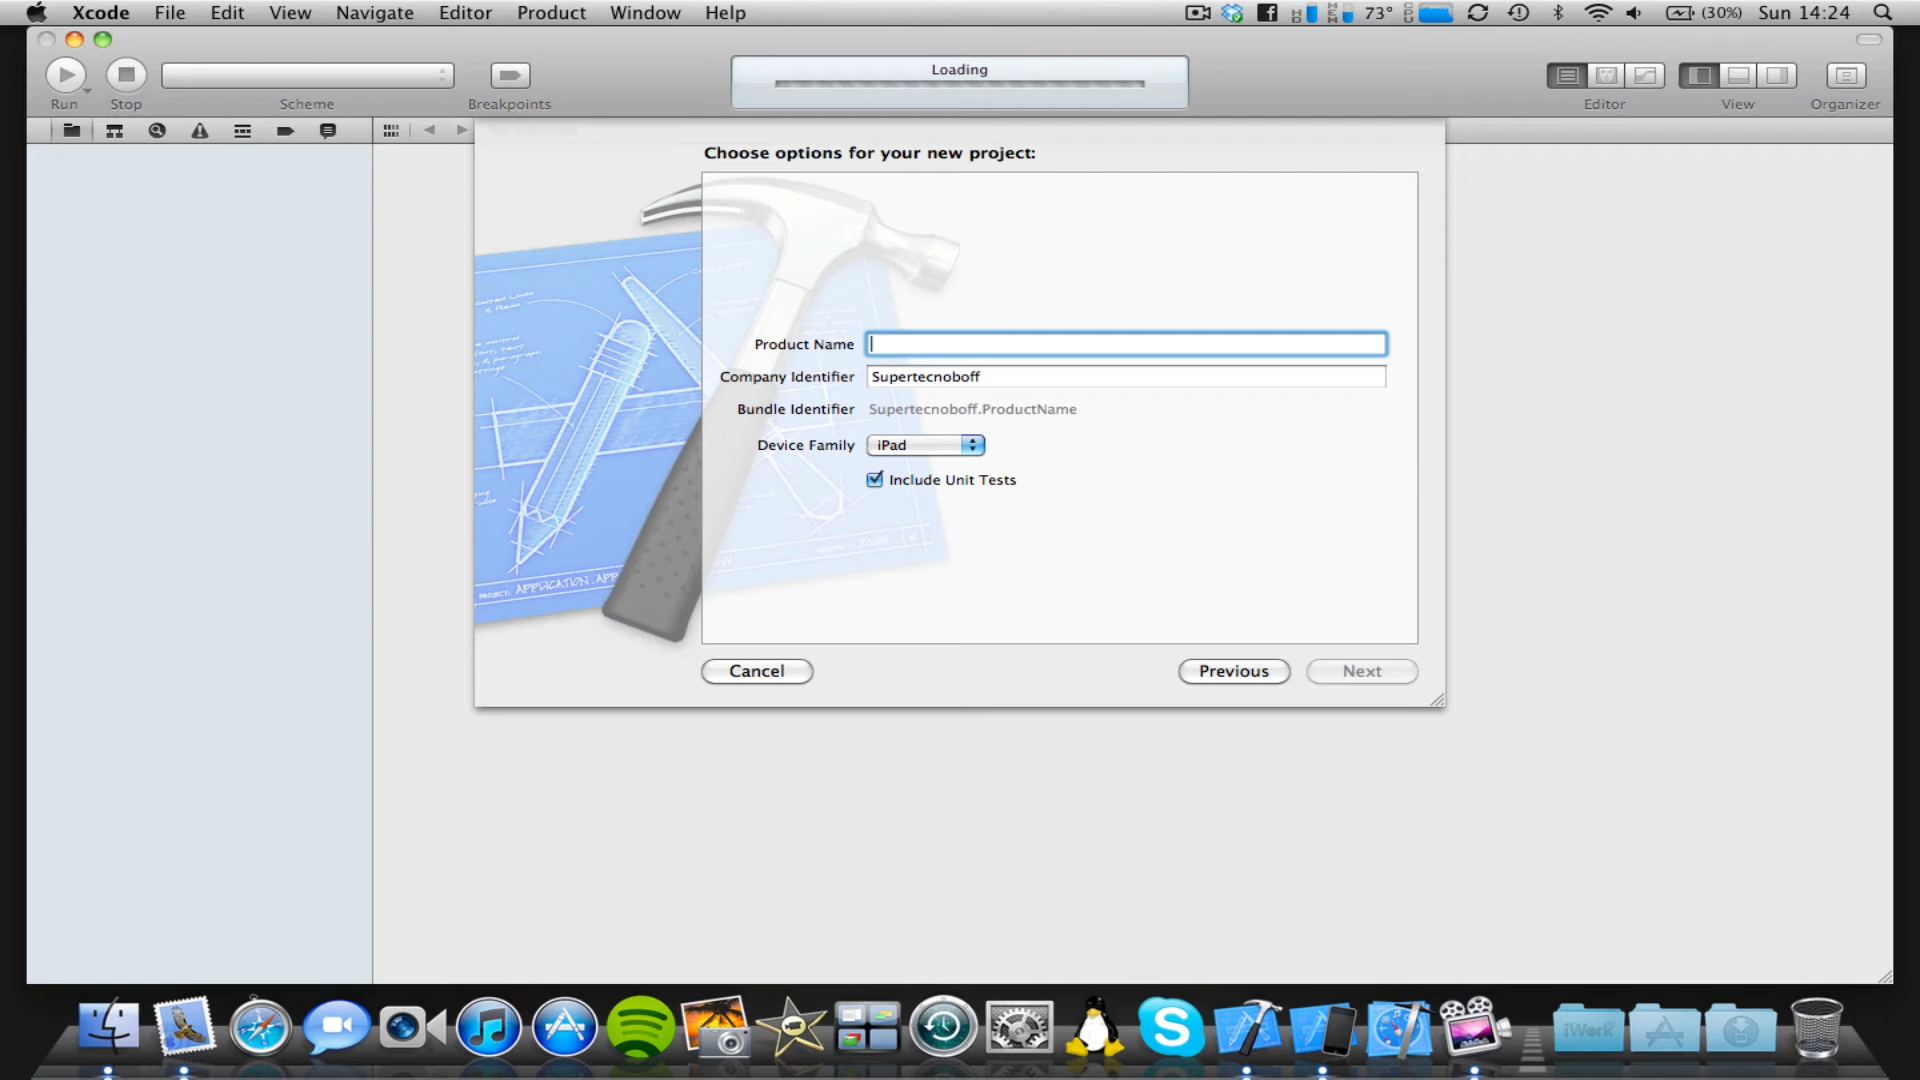 Xcode File Edit View Navigate Editor Product Window Help 73° (30%) Sun 14:24
Loading
Run Stop Scheme Breakpoints Editor View Organizer
Choose options for your new project:
Product Name
Company Identifier Supertecnoboff
Bundle Identifier Supertecnoboff.ProductName
Device Family iPad
Include Unit Tests
PROJECT: APPLICATION.APP
Cancel Previous Next
iWork